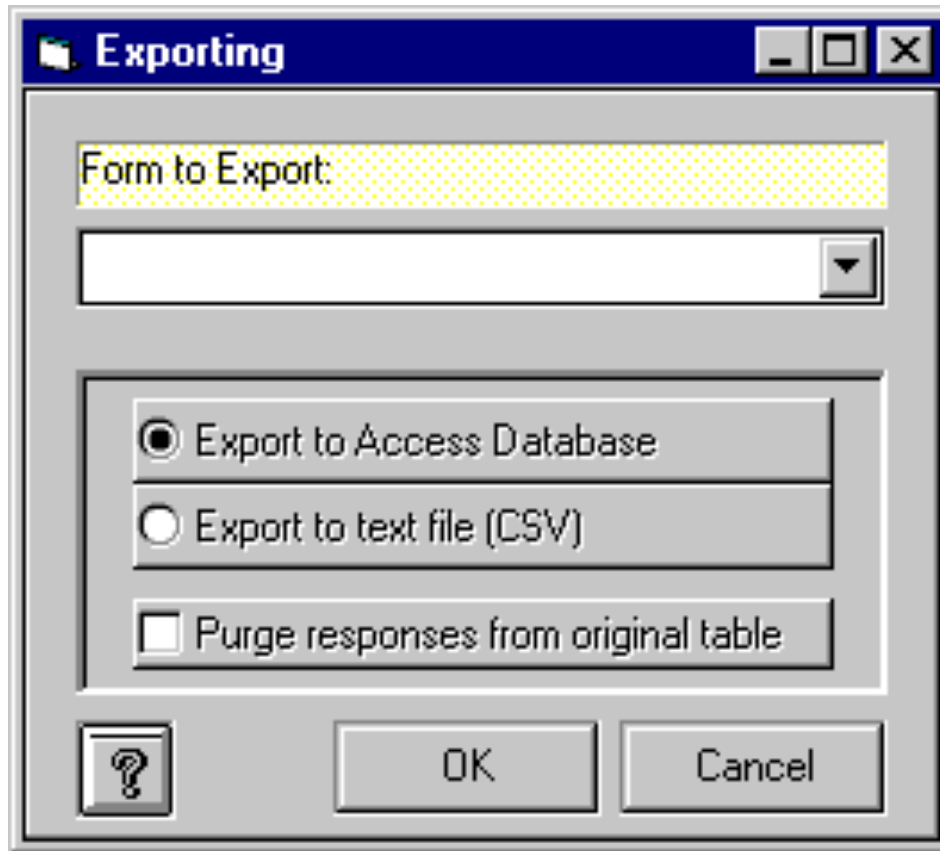 Exporting
Form to Export:
Export to Access Database
Export to text file (CSV)
Purge responses from original table
?
OK
Cancel